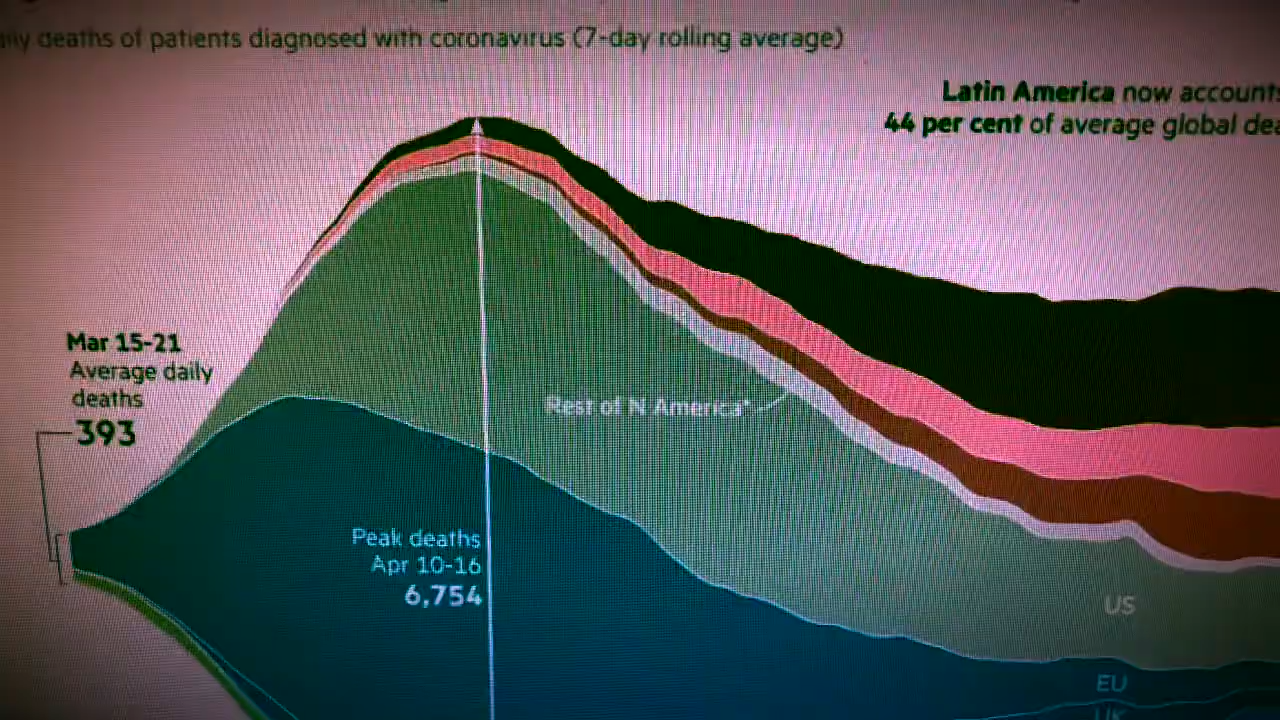 deaths of patients diagnosed with coronavirus (7-day rolling average)
Latin America now accounts
44 per cent of average global
Mar 15-21
Average daily
deaths
393
Rest of N America*
Peak deaths
Apr 10-16
6,754
US
EU
UK